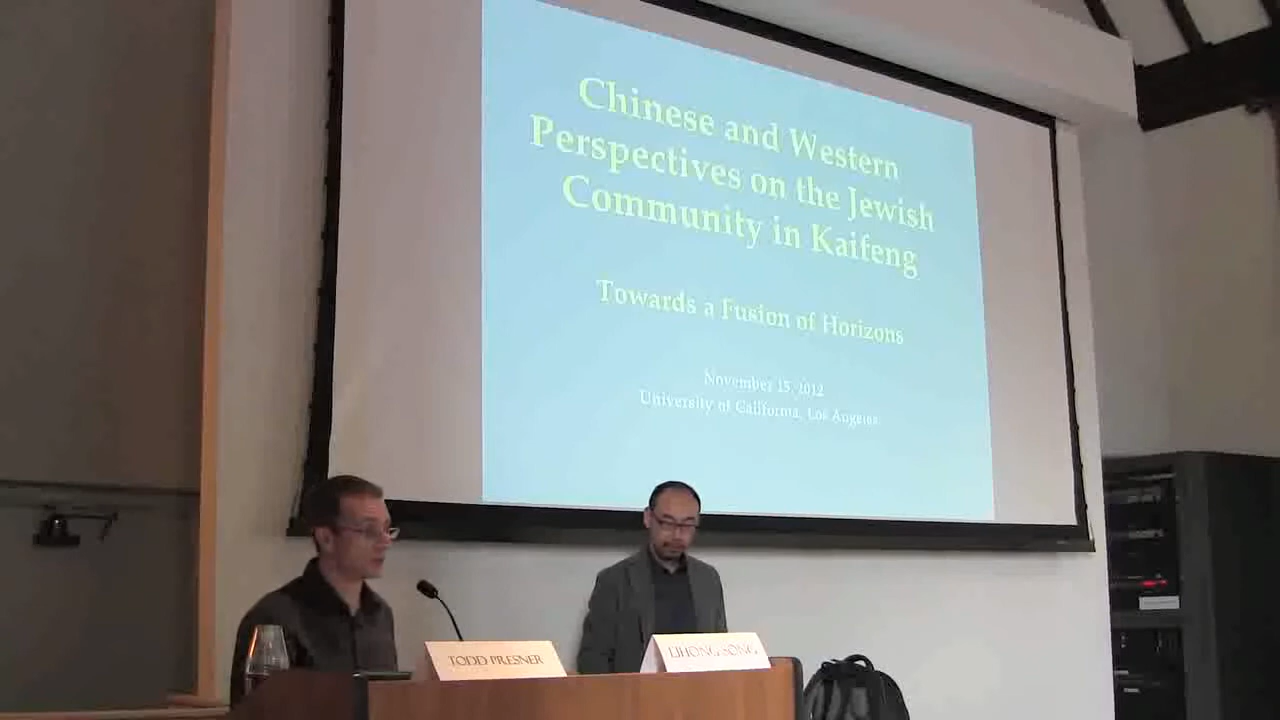 Chinese and Western
Perspectives on the Jewish
Community in Kaifeng
Towards a Fusion of Horizons
November 15, 2012
University of California, Los Angeles
TODD PRESNER
LIHONG SONG